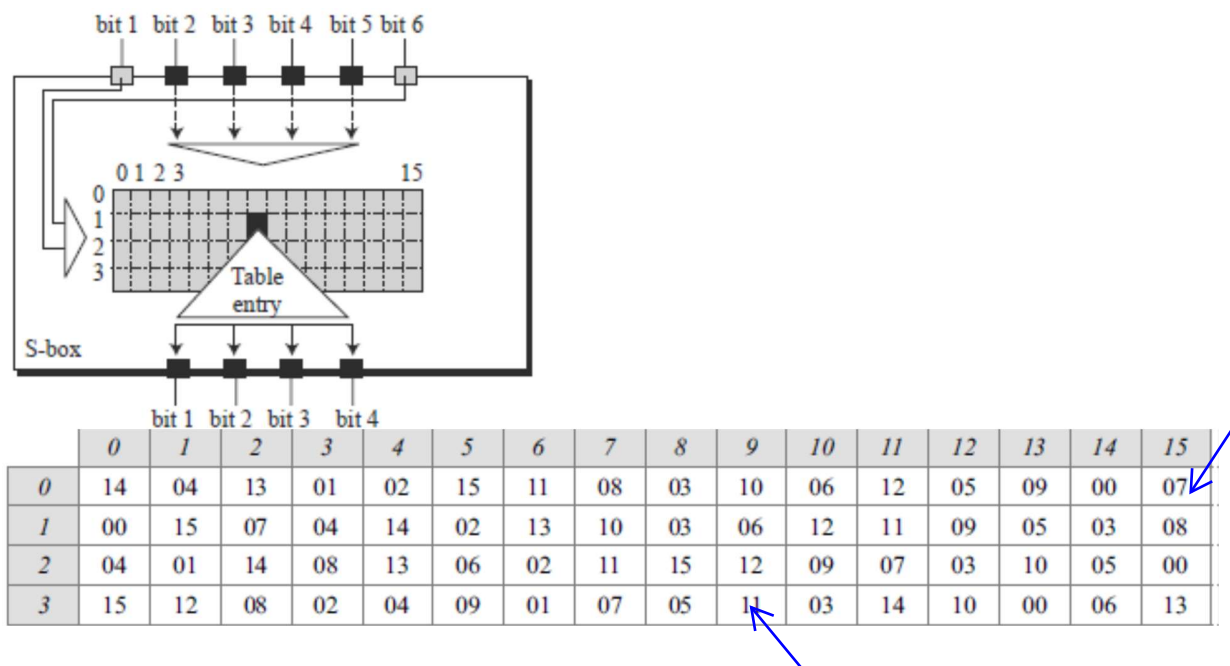 bit 1 bit 2 bit 3 bit 4 bit 5 bit 6
0 1 2 3 15
0
1
2
3
Table
entry
S-box
bit 1 bit 2 bit 3 bit 4
0 1 2 3 4 5 6 7 8 9 10 11 12 13 14 15
0 14 04 13 01 02 15 11 08 03 10 06 12 05 09 00 07
1 00 15 07 04 14 02 13 10 03 06 12 11 09 05 03 08
2 04 01 14 08 13 06 02 11 15 12 09 07 03 10 05 00
3 15 12 08 02 04 09 01 07 05 11 03 14 10 00 06 13